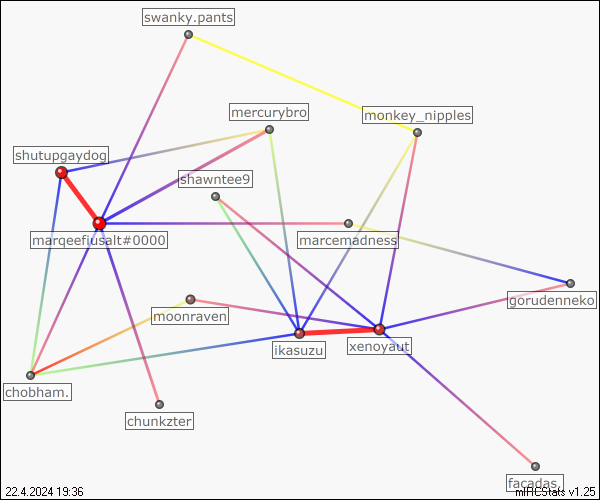 swanky.pants
mercurybro
monkey_nipples
shutupgaydog
shawntee9
marqeefiusalt#0000
marcemadness
gorudenneko
moonraven
ikasuzu
xenoyaut
chobham.
chunkzter
facadas.
22.4.2024 19:36
mIRCStats v1.25